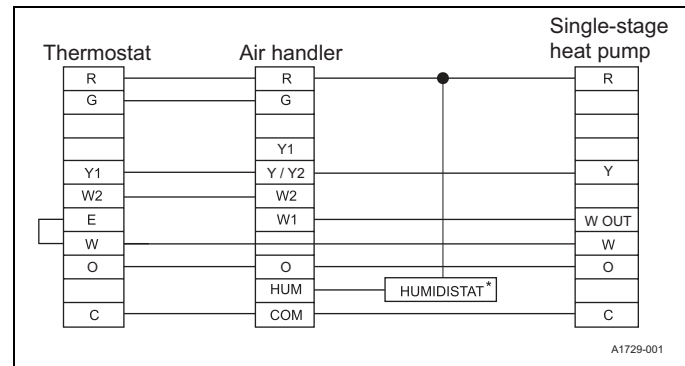 Single-stage
heat pump
Thermostat Air handler
R R R
G G
Y1
Y1 Y / Y2 Y
W2 W2
E W1 W OUT
W W
O O O
HUM HUMIDISTAT*
C COM C
A1729-001